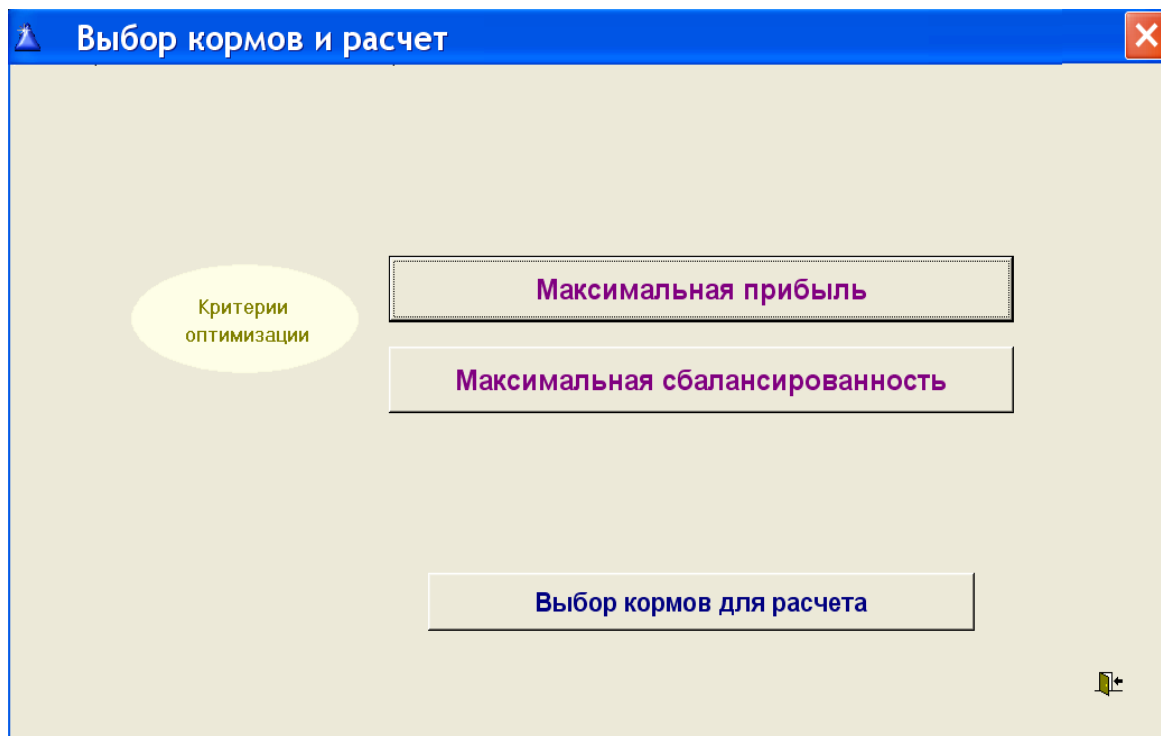 Выбор кормов и расчет
Критерии
оптимизации
Максимальная прибыль
Максимальная сбалансированность
Выбор кормов для расчета